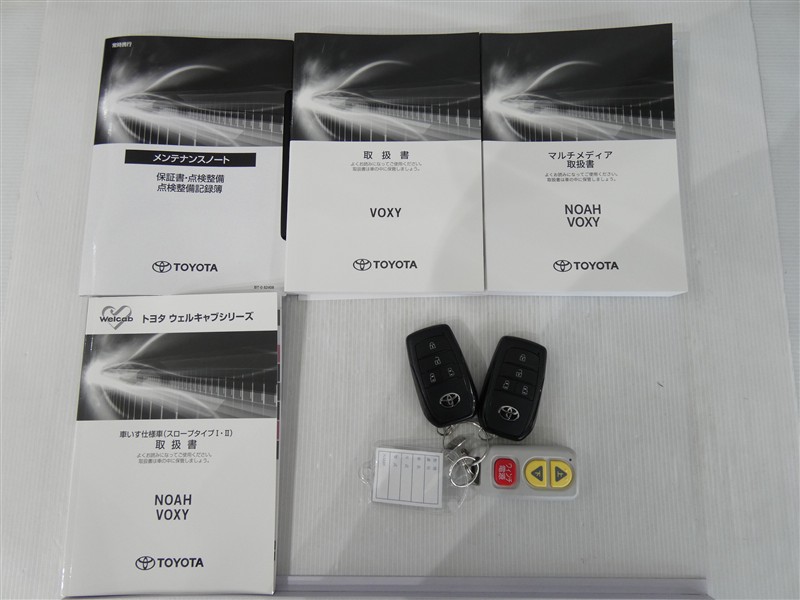 メンテナンスノート
保証書・点検整備
点検整備記録簿
TOYOTA
取 扱 書
よくお読みになってご使用ください。
取扱書は車の中に保管しましょう。
VOXY
TOYOTA
マルチメディア
取扱書
よくお読みになってご使用ください。
取扱書は車の中に保管しましょう。
NOAH
VOXY
TOYOTA
Welcab
トヨタ ウェルキャブシリーズ
車いす仕様車(スロープタイプⅠ・Ⅱ)
取 扱 書
よくお読みになってご使用ください。
取扱書は車の中に保管しましょう。
NOAH
VOXY
TOYOTA
ウィンチ
電源